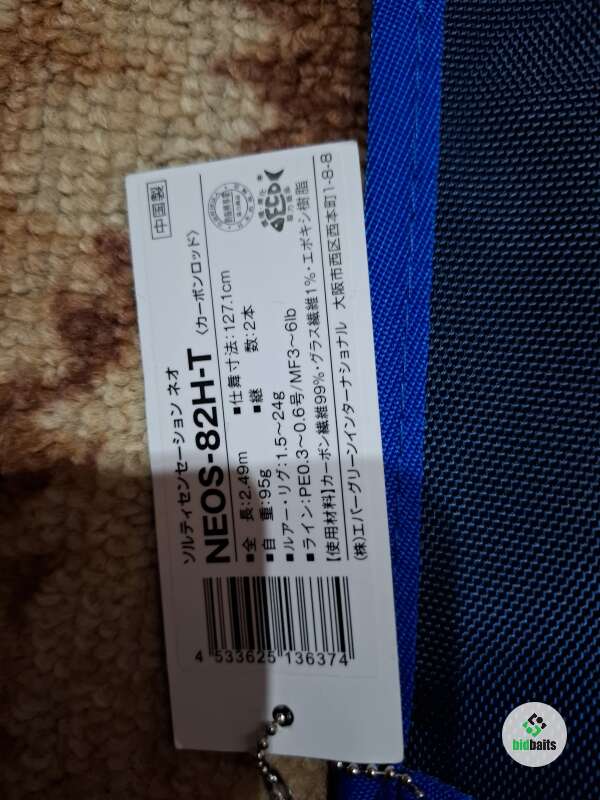 ソルティセンセーション ネオ
NEOS-82H-T 〈カーボンロッド〉
中国製
■全 長:2.49m ■仕舞寸法:127.1cm
■自 重:95g ■継 数:2本
■ルアー・リグ:1.5〜24g
■ライン:PE0.3〜0.6号/MF3〜6lb
【使用材料】カーボン繊維99%・グラス繊維1%・エポキシ樹脂
(株)エバーグリーンインターナショナル 大阪市西区西本町1-8-8
4 533625 136374
bidbaits